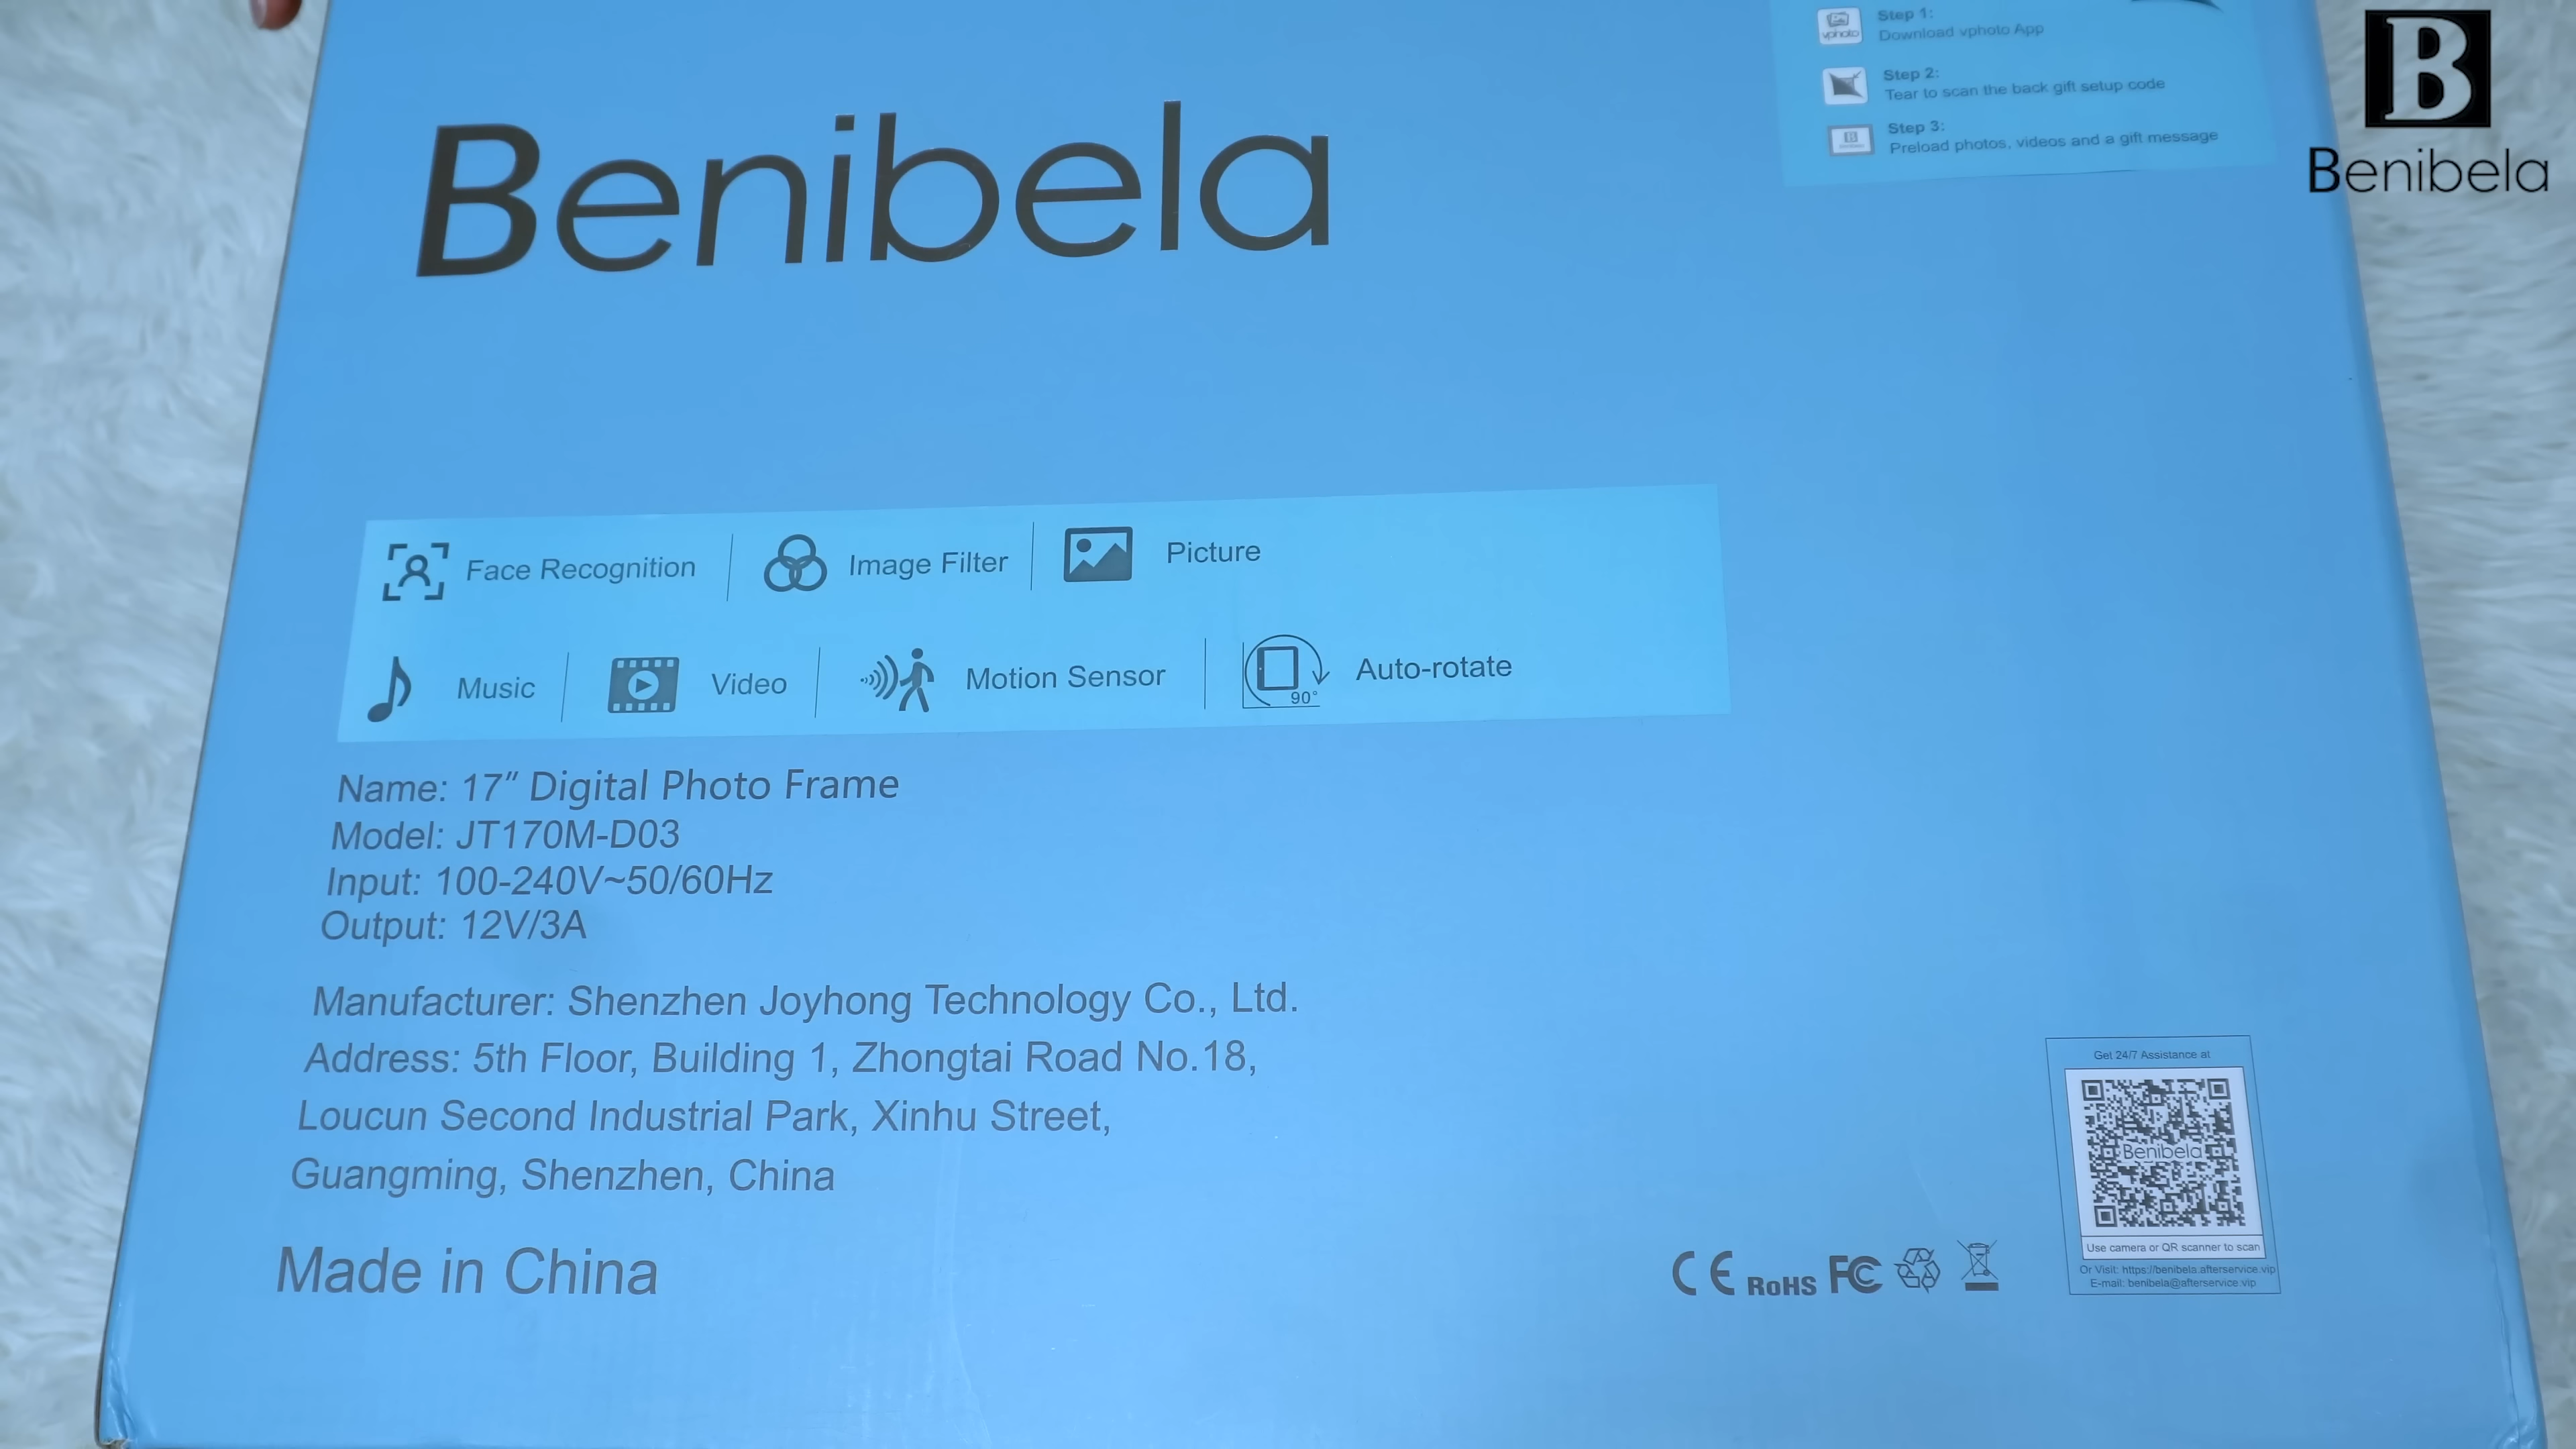 Benibela
Step 1:
vphoto
Download vphoto App
Step 2:
Tear to scan the back gift setup code
Step 3:
Preload photos, videos and a gift message
B
Benibela
Face Recognition
Image Filter
Picture
Music
Video
Motion Sensor
90°
Auto-rotate
Name: 17" Digital Photo Frame
Model: JT170M-D03
Input: 100-240V~50/60Hz
Output: 12V/3A
Manufacturer: Shenzhen Joyhong Technology Co., Ltd.
Address: 5th Floor, Building 1, Zhongtai Road No.18,
Loucun Second Industrial Park, Xinhu Street,
Guangming, Shenzhen, China
Made in China
CE RoHS FC
Get 24/7 Assistance at
Benibela
Use camera or QR scanner to scan
Or Visit: https://benibela.afterservice.vip
E-mail: benibela@afterservice.vip